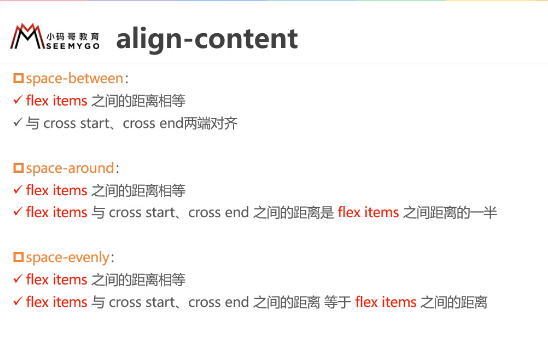 小码哥教育
SEEMYGO
align-content
space-between：
flex items 之间的距离相等
与 cross start、cross end两端对齐
space-around：
flex items 之间的距离相等
flex items 与 cross start、cross end 之间的距离是 flex items 之间距离的一半
space-evenly：
flex items 之间的距离相等
flex items 与 cross start、cross end 之间的距离 等于 flex items 之间的距离